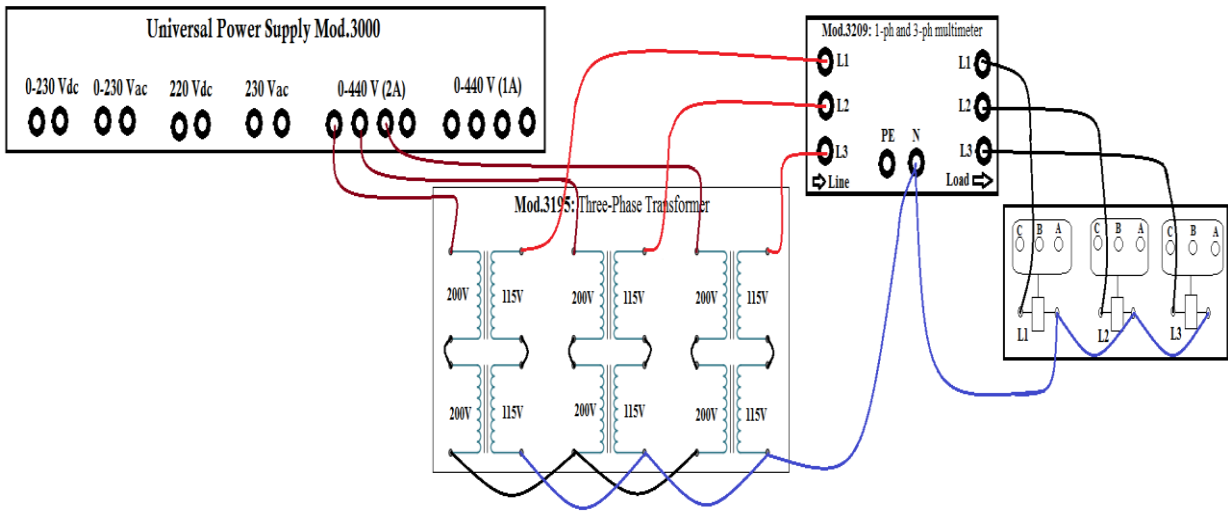 Universal Power Supply Mod.3000
0-230 Vdc 0-230 Vac 220 Vdc 230 Vac 0-440 V (2A) 0-440 V (1A)
Mod.3209: 1-ph and 3-ph multimeter
L1 L1
L2 L2
L3 PE N L3
Line Load
Mod.3195: Three-Phase Transformer
200V 115V 200V 115V 200V 115V
200V 115V 200V 115V 200V 115V
C B A C B A C B A
L1 L2 L3